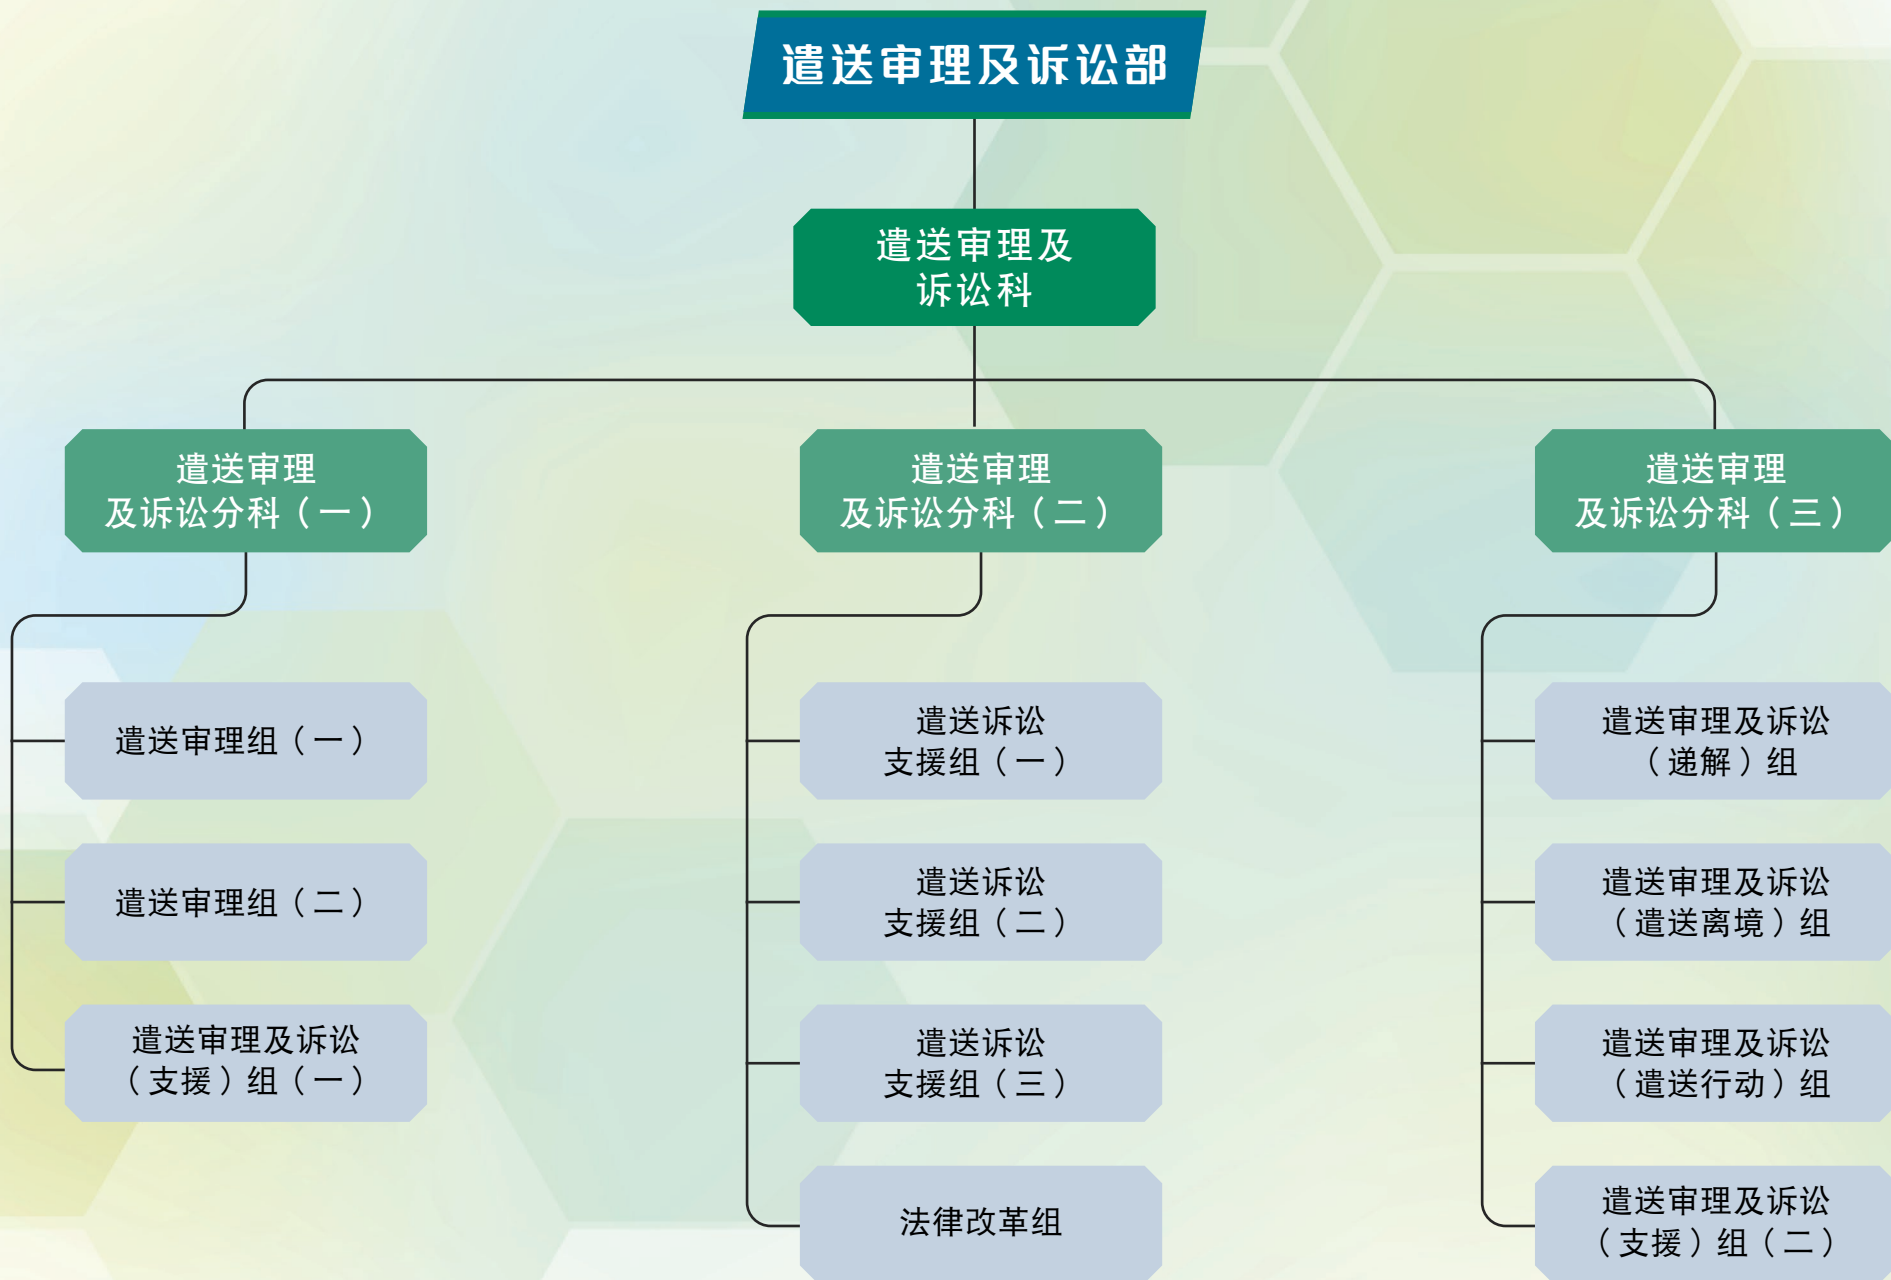 遣送审理及诉讼部
遣送审理及
诉讼科
遣送审理
及诉讼分科（一）
遣送审理
及诉讼分科（二）
遣送审理
及诉讼分科（三）
遣送审理组（一）
遣送审理组（二）
遣送审理及诉讼
（支援）组（一）
遣送诉讼
支援组（一）
遣送诉讼
支援组（二）
遣送诉讼
支援组（三）
法律改革组
遣送审理及诉讼
（递解）组
遣送审理及诉讼
（遣送离境）组
遣送审理及诉讼
（遣送行动）组
遣送审理及诉讼
（支援）组（二）